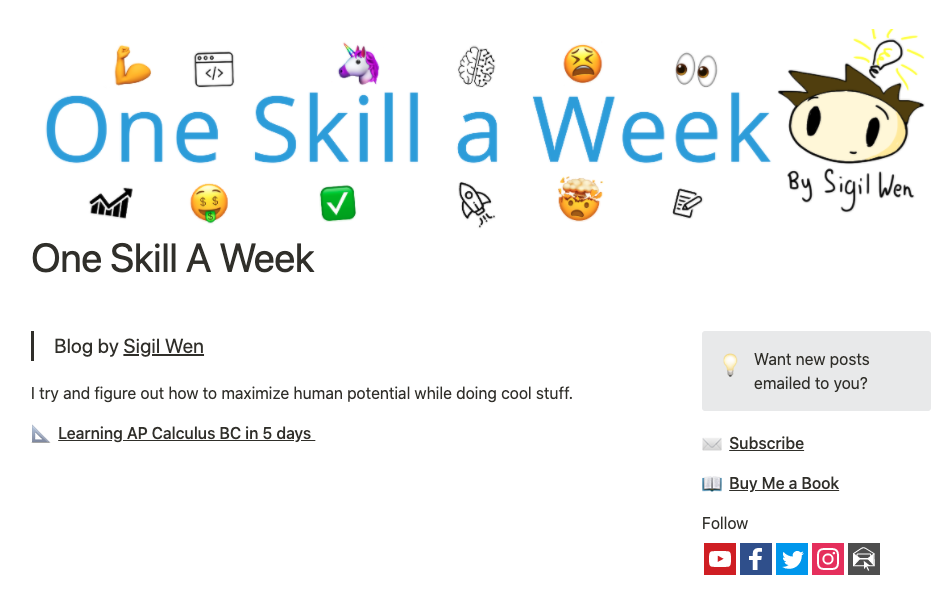 One Skill a Week
By Sigil Wen
One Skill A Week
Blog by Sigil Wen
I try and figure out how to maximize human potential while doing cool stuff.
Learning AP Calculus BC in 5 days
Want new posts
emailed to you?
Subscribe
Buy Me a Book
Follow